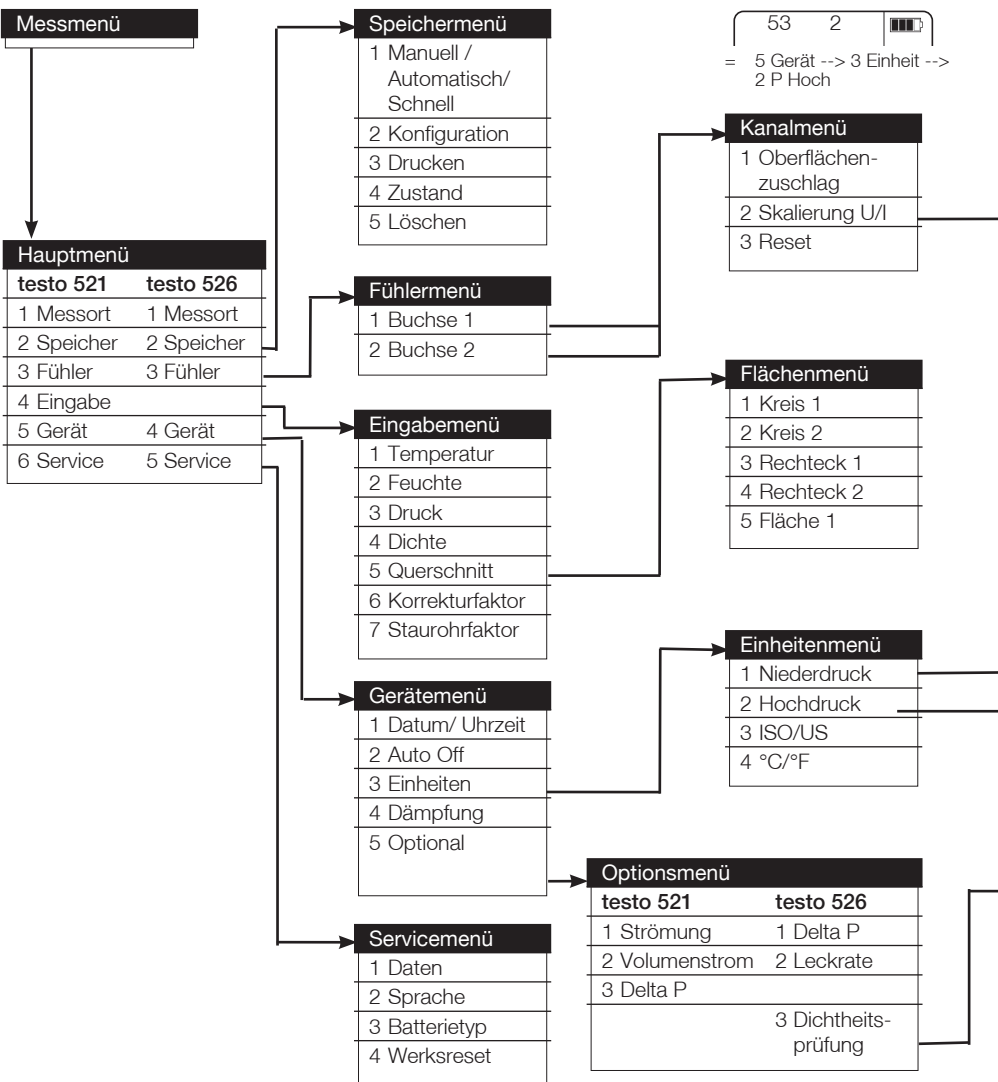 Messmenü
Hauptmenü
testo 521 testo 526
1 Messort 1 Messort
2 Speicher 2 Speicher
3 Fühler 3 Fühler
4 Eingabe
5 Gerät 4 Gerät
6 Service 5 Service
Speichermenü
1 Manuell /
Automatisch/
Schnell
2 Konfiguration
3 Drucken
4 Zustand
5 Löschen
Fühlermenü
1 Buchse 1
2 Buchse 2
Eingabemenü
1 Temperatur
2 Feuchte
3 Druck
4 Dichte
5 Querschnitt
6 Korrekturfaktor
7 Staurohrfaktor
Gerätemenü
1 Datum/ Uhrzeit
2 Auto Off
3 Einheiten
4 Dämpfung
5 Optional
Servicemenü
1 Daten
2 Sprache
3 Batterietyp
4 Werksreset
53 2
= 5 Gerät --> 3 Einheit -->
2 P Hoch
Kanalmenü
1 Oberflächen-
zuschlag
2 Skalierung U/I
3 Reset
Flächenmenü
1 Kreis 1
2 Kreis 2
3 Rechteck 1
4 Rechteck 2
5 Fläche 1
Einheitenmenü
1 Niederdruck
2 Hochdruck
3 ISO/US
4 °C/°F
Optionsmenü
testo 521 testo 526
1 Strömung 1 Delta P
2 Volumenstrom 2 Leckrate
3 Delta P
3 Dichtheits-
prüfung